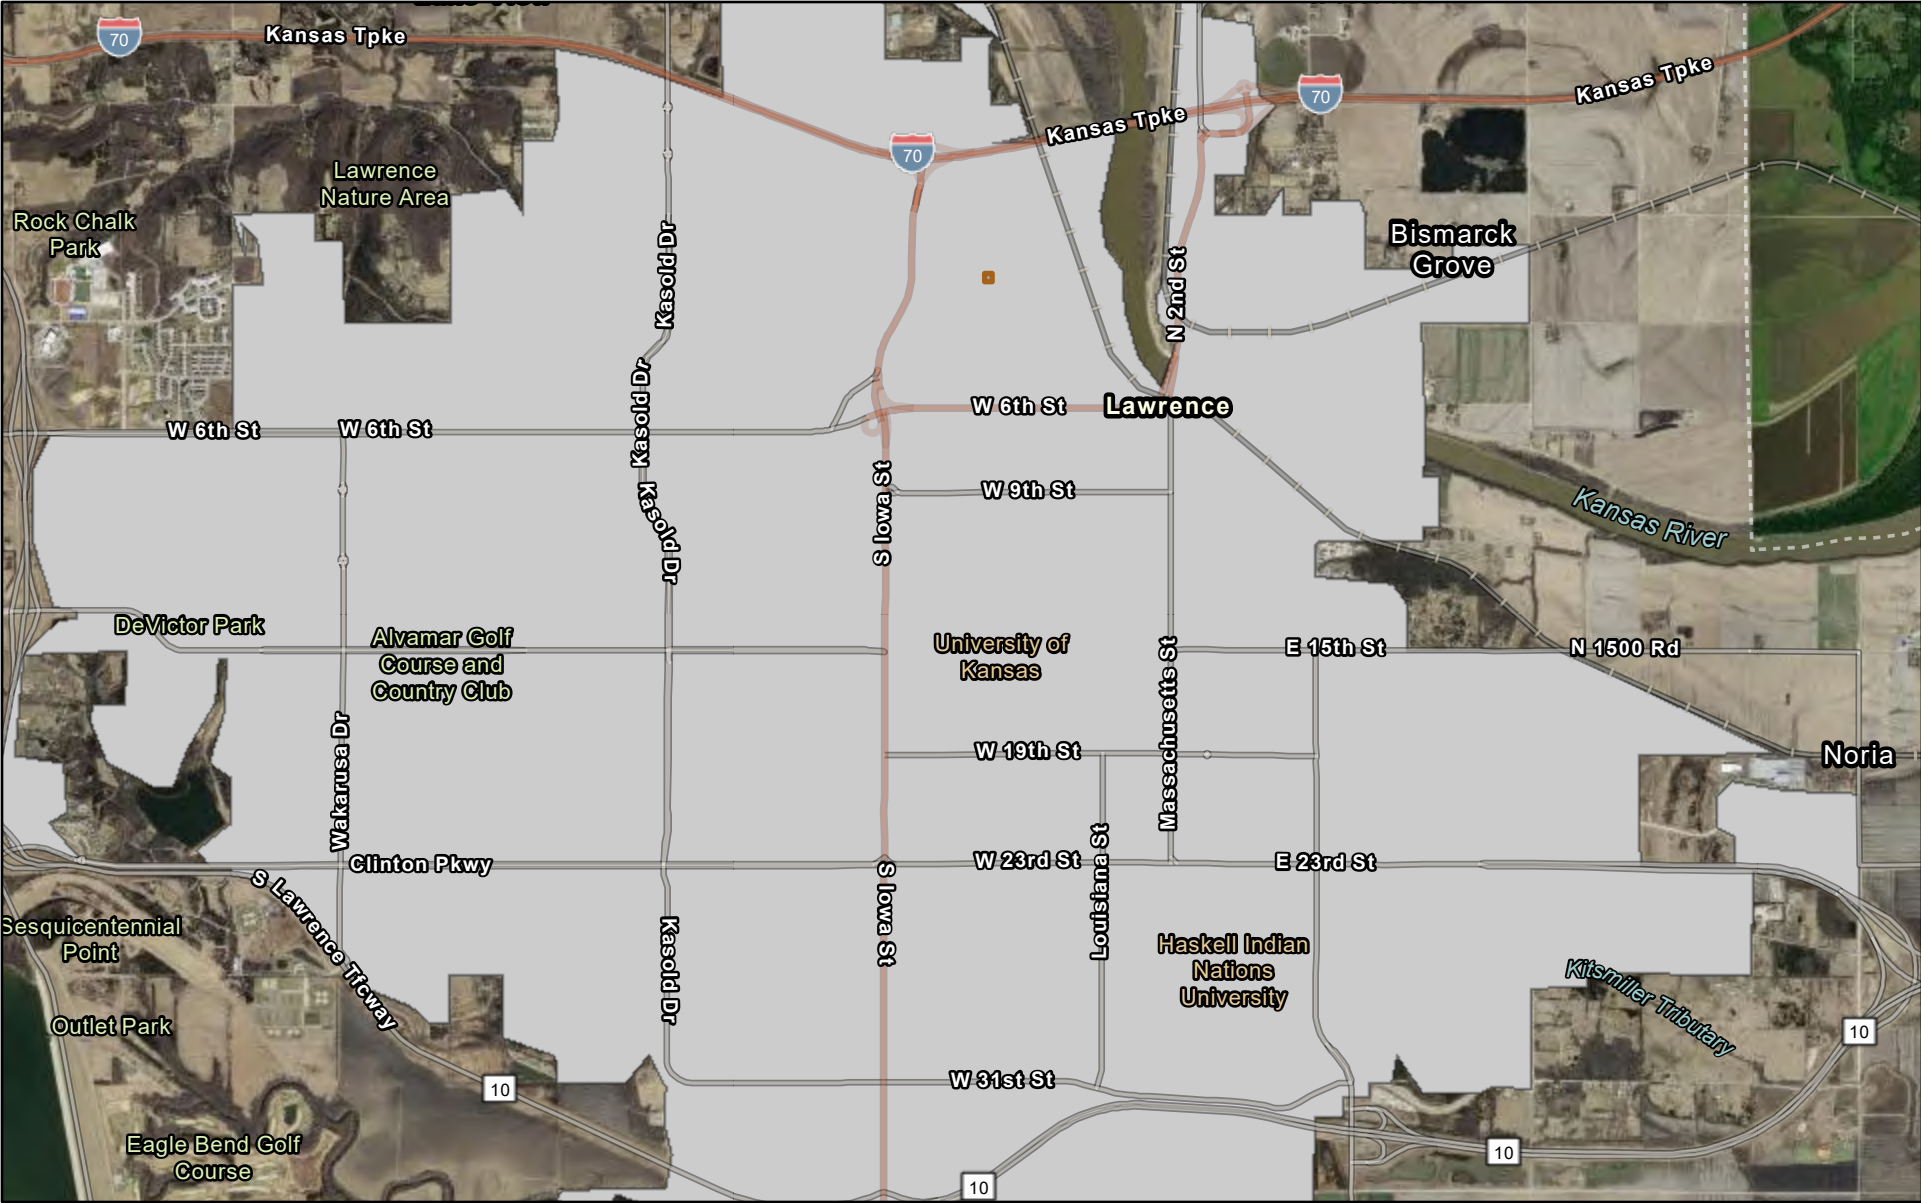 Kansas Tpke
70
Kansas Tpke
70
Kansas Tpke
70
Lawrence
Nature Area
Rock Chalk
Park
Kasold Dr
N 2nd St
Bismarck
Grove
Kasold Dr
W 6th St
W 6th St
W 6th St
Lawrence
S Iowa St
W 9th St
Kasold Dr
Kansas River
DeVictor Park
Alvamar Golf
Course and
Country Club
University of
Kansas
Massachusetts St
E 15th St
N 1500 Rd
Wakarusa Dr
W 19th St
Noria
Clinton Pkwy
W 23rd St
Louisiana St
E 23rd St
S Lawrence Tfcwy
S Iowa St
Kasold Dr
Sesquicentennial
Point
Haskell Indian
Nations
University
Kitsmiller Tributary
Outlet Park
10
10
W 31st St
Eagle Bend Golf
Course
10
10